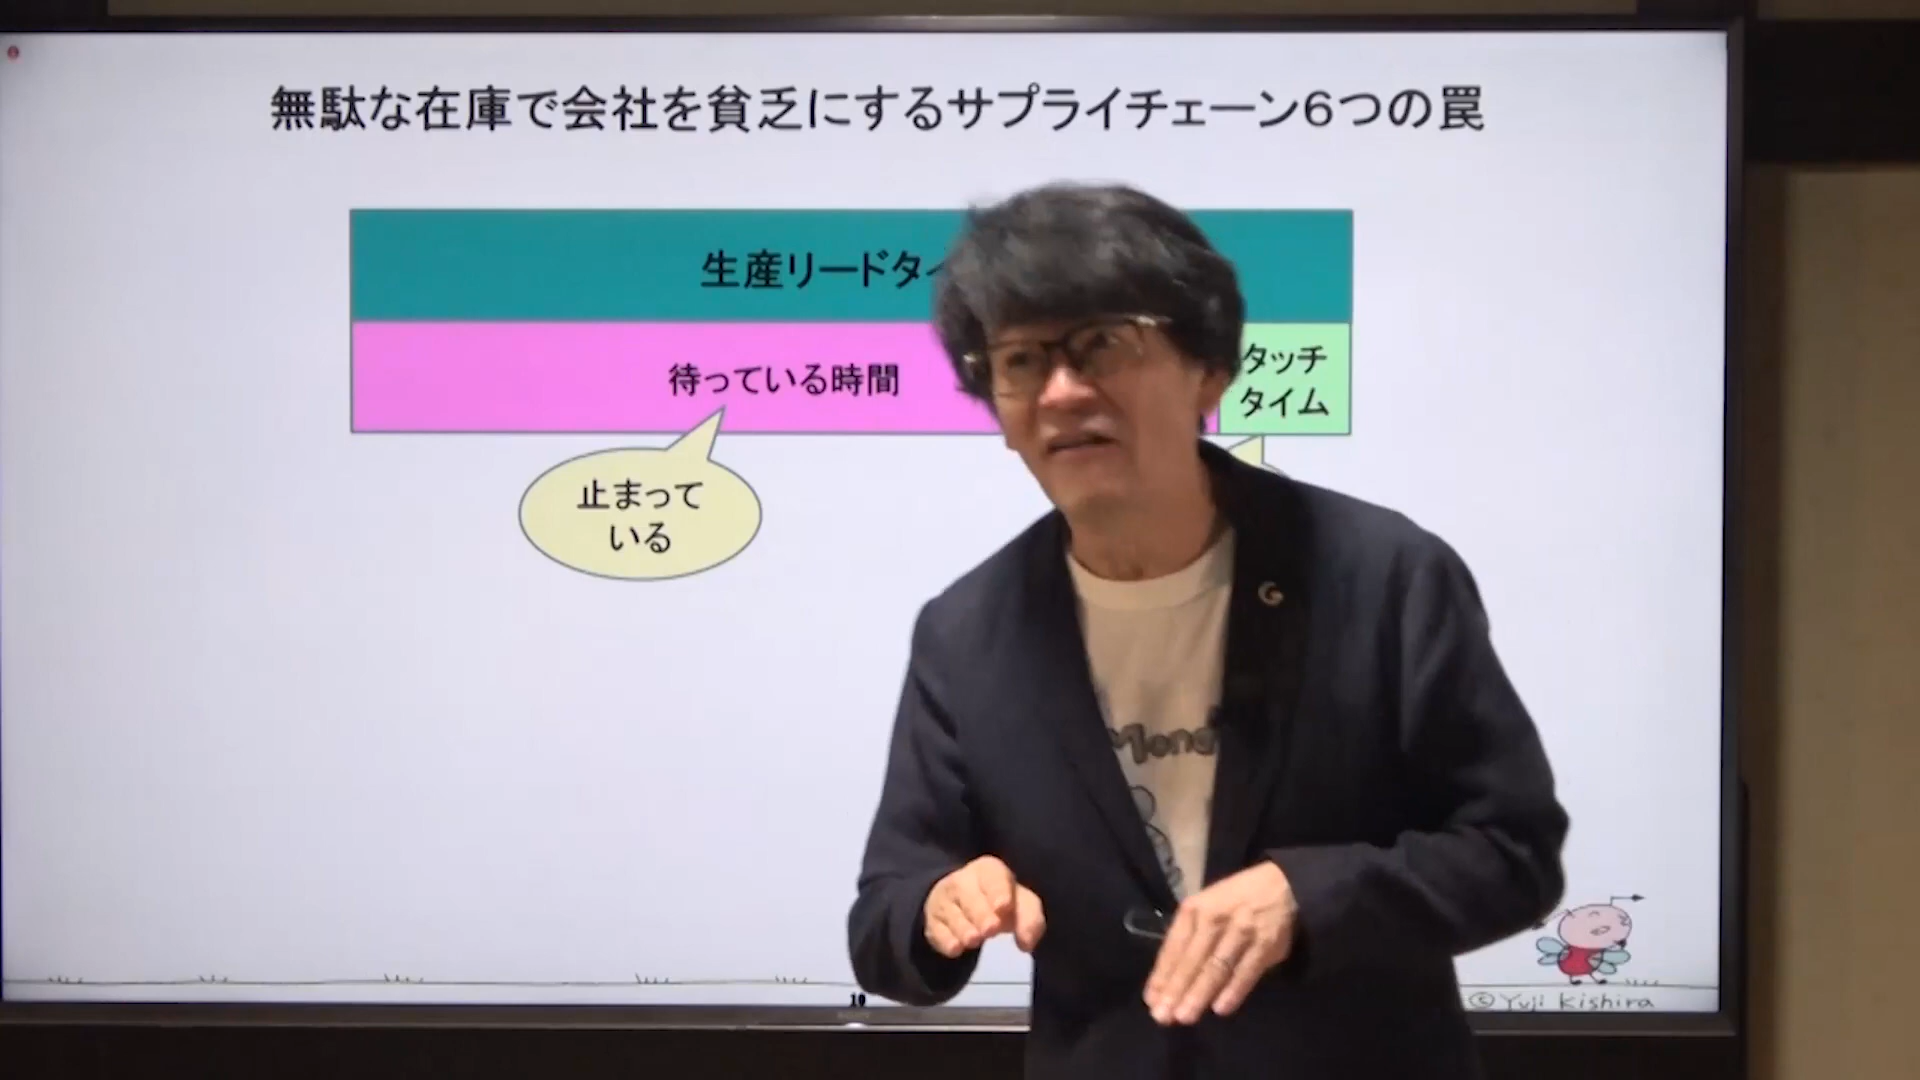 無駄な在庫で会社を貧乏にするサプライチェーン6つの罠
生産リードタイ
待っている時間
タッチ
タイム
止まって
いる
Mona
10
©Yuji Kishira